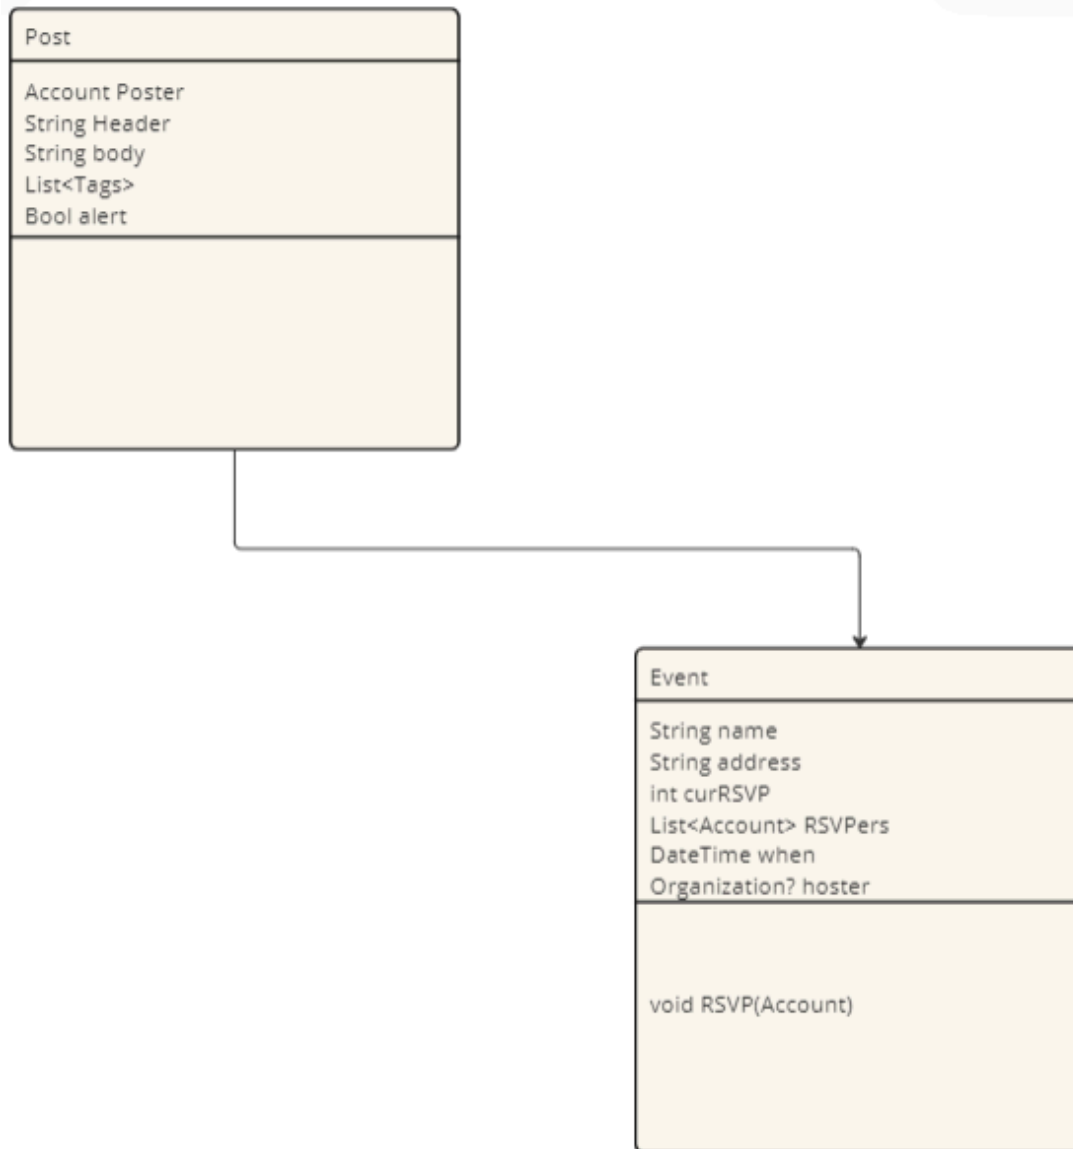 Post
Account Poster
String Header
String body
List<Tags>
Bool alert
Event
String name
String address
int curRSVP
List<Account> RSVPers
DateTime when
Organization? hoster
void RSVP(Account)